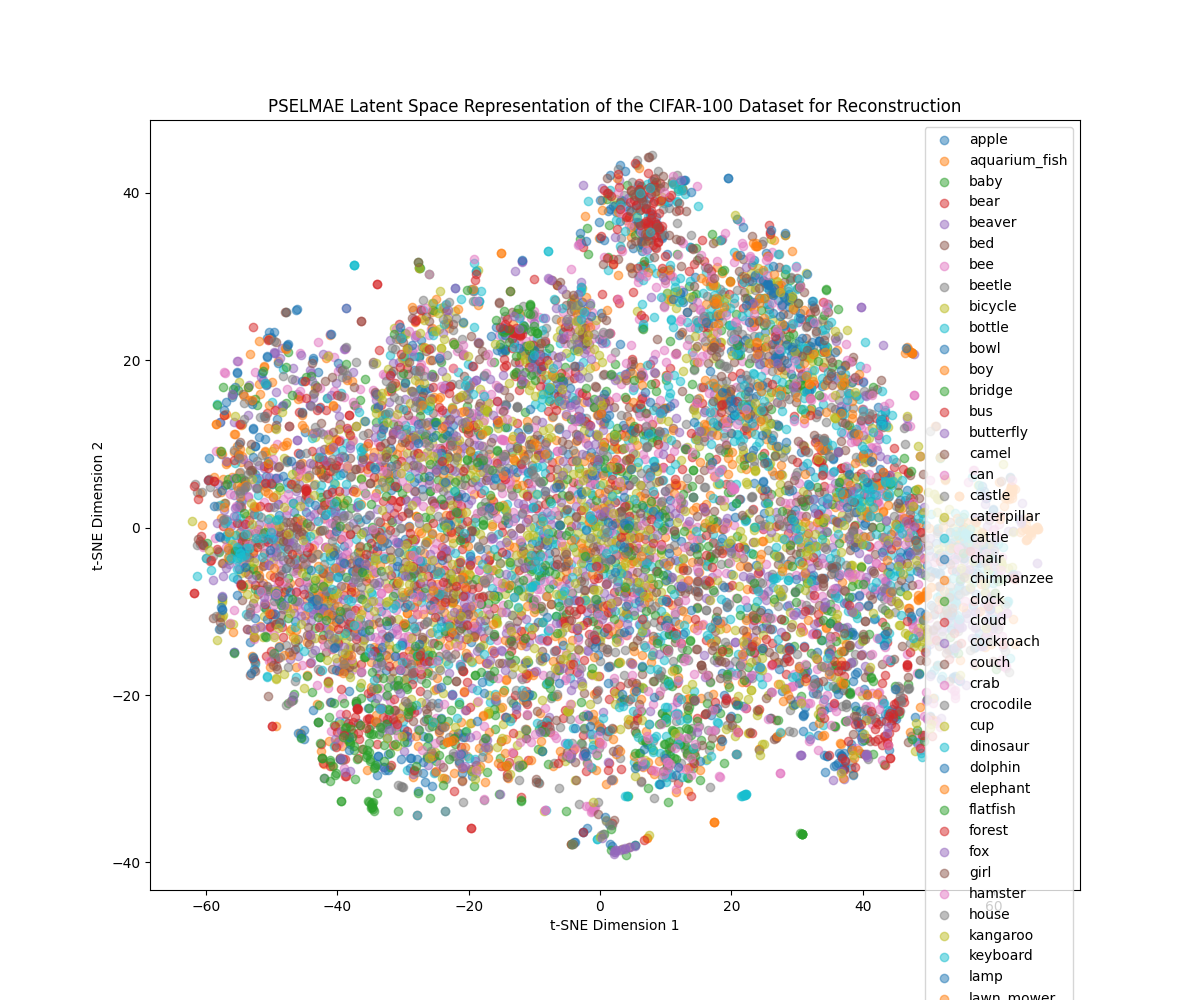 PSELMAE Latent Space Representation of the CIFAR-100 Dataset for Reconstruction
t-SNE Dimension 2
40
20
0
−20
−40
−60
−40
−20
0
20
40
60
t-SNE Dimension 1
apple
aquarium_fish
baby
bear
beaver
bed
bee
beetle
bicycle
bottle
bowl
boy
bridge
bus
butterfly
camel
can
castle
caterpillar
cattle
chair
chimpanzee
clock
cloud
cockroach
couch
crab
crocodile
cup
dinosaur
dolphin
elephant
flatfish
forest
fox
girl
hamster
house
kangaroo
keyboard
lamp
lawn_mower